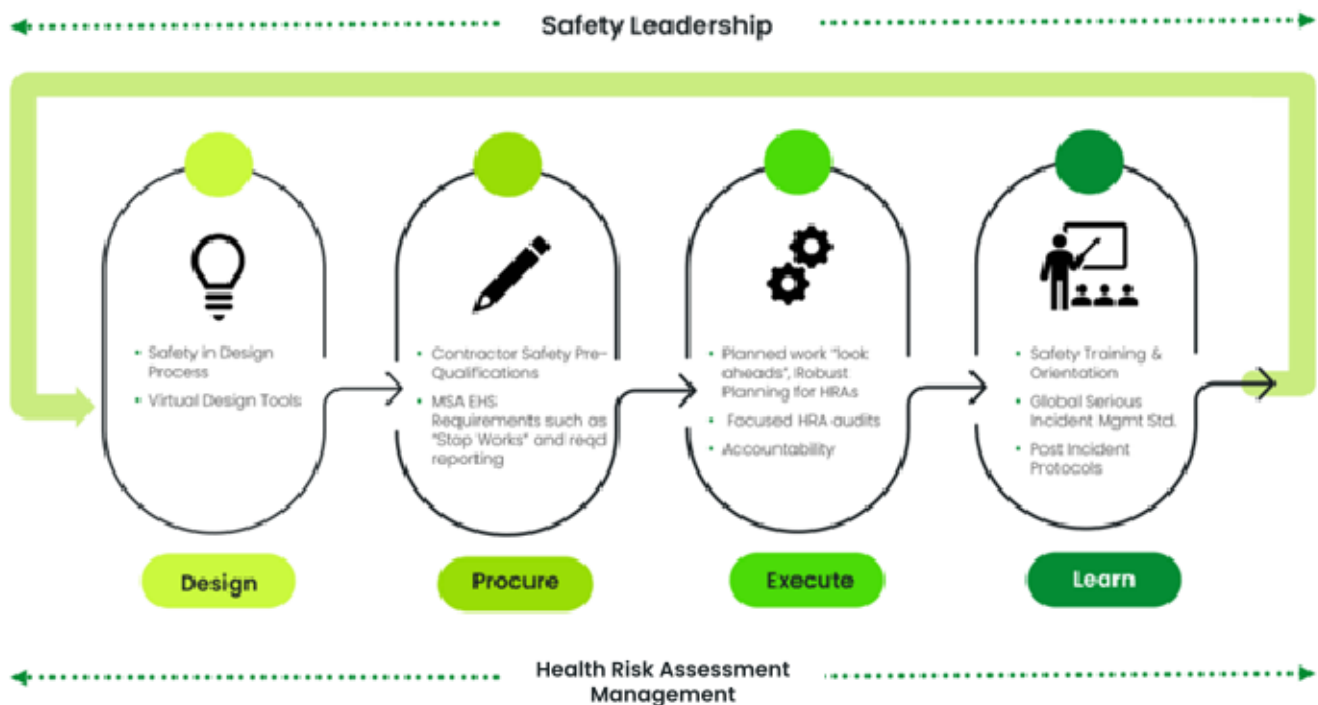 Safety Leadership
• Safety in Design
Process
• Virtual Design Tools
• Contractor Safety Pre-
Qualifications
• MSA EHS
Requirements such as
"Stop Works" and reqd
reporting
• Planned work "look
aheads", Robust
Planning for HRAs
• Focused HRA audits
• Accountability
• Safety Training &
Orientation
• Global Serious
Incident Mgmt Std.
• Post Incident
Protocols
Design
Procure
Execute
Learn
Health Risk Assessment
Management